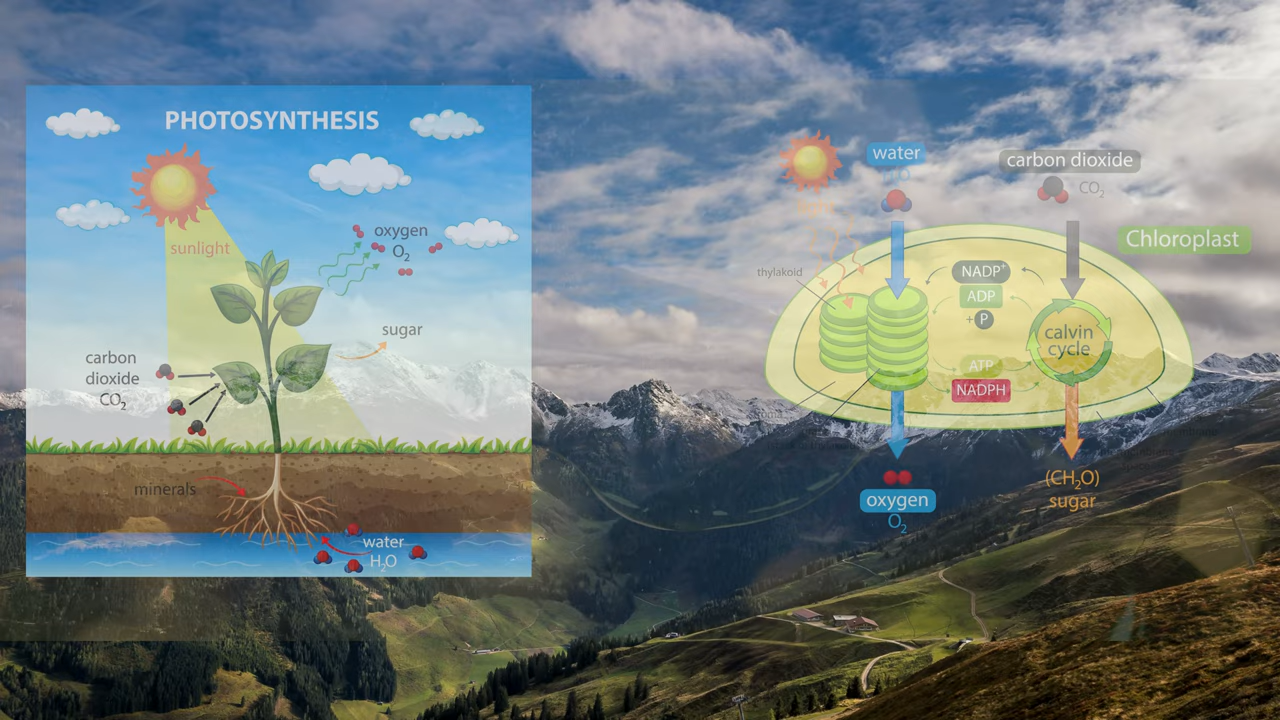 PHOTOSYNTHESIS
sunlight
oxygen
O₂
sugar
carbon
dioxide
CO₂
minerals
water
H₂O
water
carbon dioxide
CO₂
Chloroplast
thylakoid
NADP⁺
ADP
+ P
calvin
cycle
ATP
NADPH
oxygen
O₂
(CH₂O)
sugar